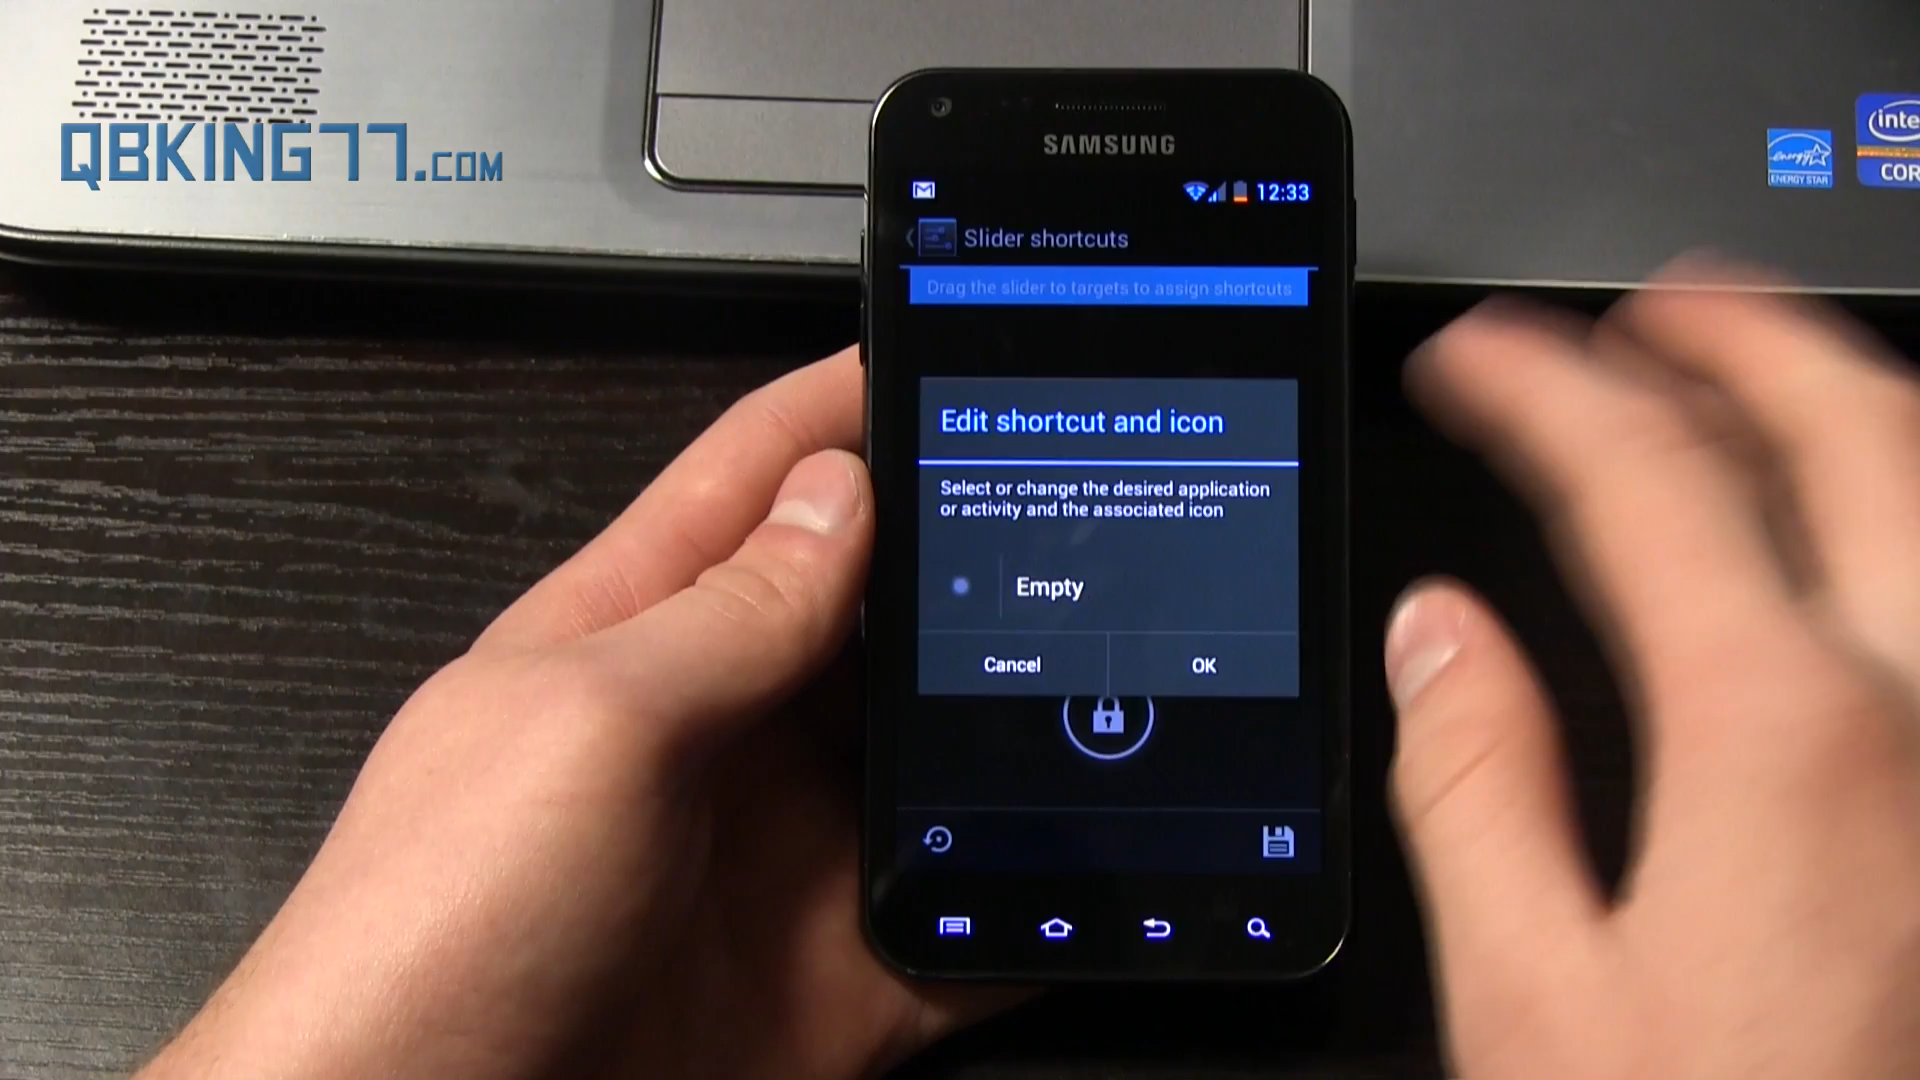 QBKING77.COM
SAMSUNG
12:33
Slider shortcuts
Drag the slider to targets to assign shortcuts
Edit shortcut and icon
Select or change the desired application
or activity and the associated icon
Empty
Cancel
OK
energy
ENERGY STAR
inte
COR